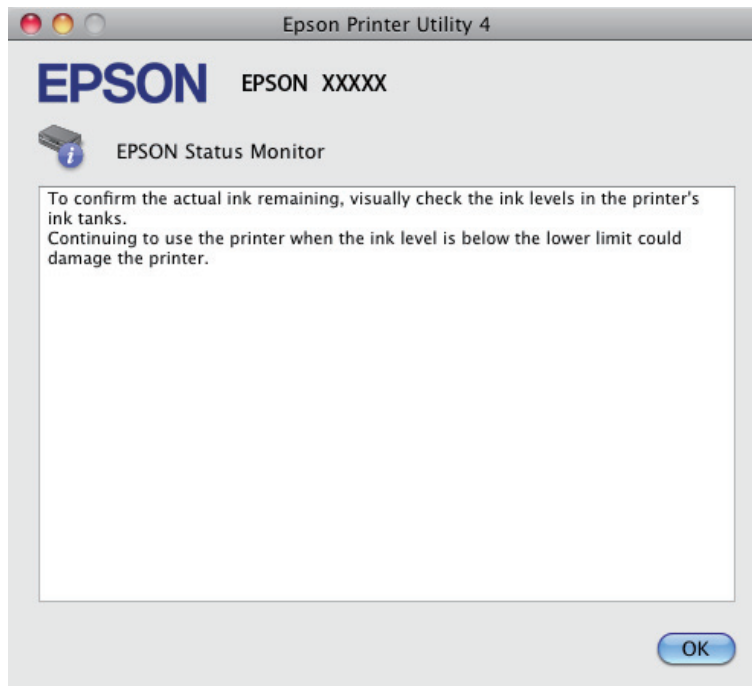 Epson Printer Utility 4
EPSON EPSON XXXXX
EPSON Status Monitor
To confirm the actual ink remaining, visually check the ink levels in the printer's
ink tanks.
Continuing to use the printer when the ink level is below the lower limit could
damage the printer.
OK